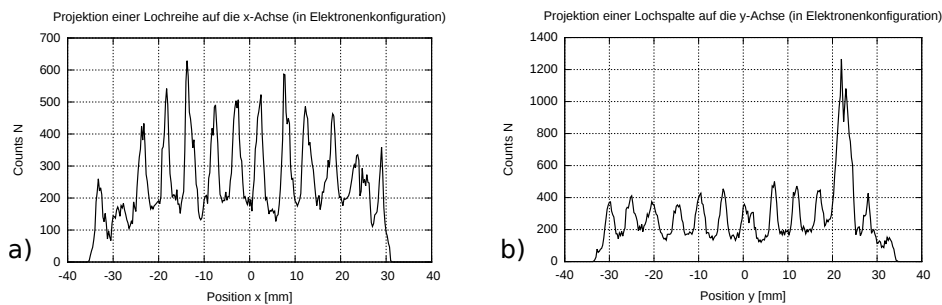 Projektion einer Lochreihe auf die x-Achse (in Elektronenkonfiguration)
700
600
500
400
300
200
100
0
Counts N
-40 -30 -20 -10 0 10 20 30 40
Position x [mm]
a)
Projektion einer Lochspalte auf die y-Achse (in Elektronenkonfiguration)
1400
1200
1000
800
600
400
200
0
Counts N
-40 -30 -20 -10 0 10 20 30 40
Position y [mm]
b)